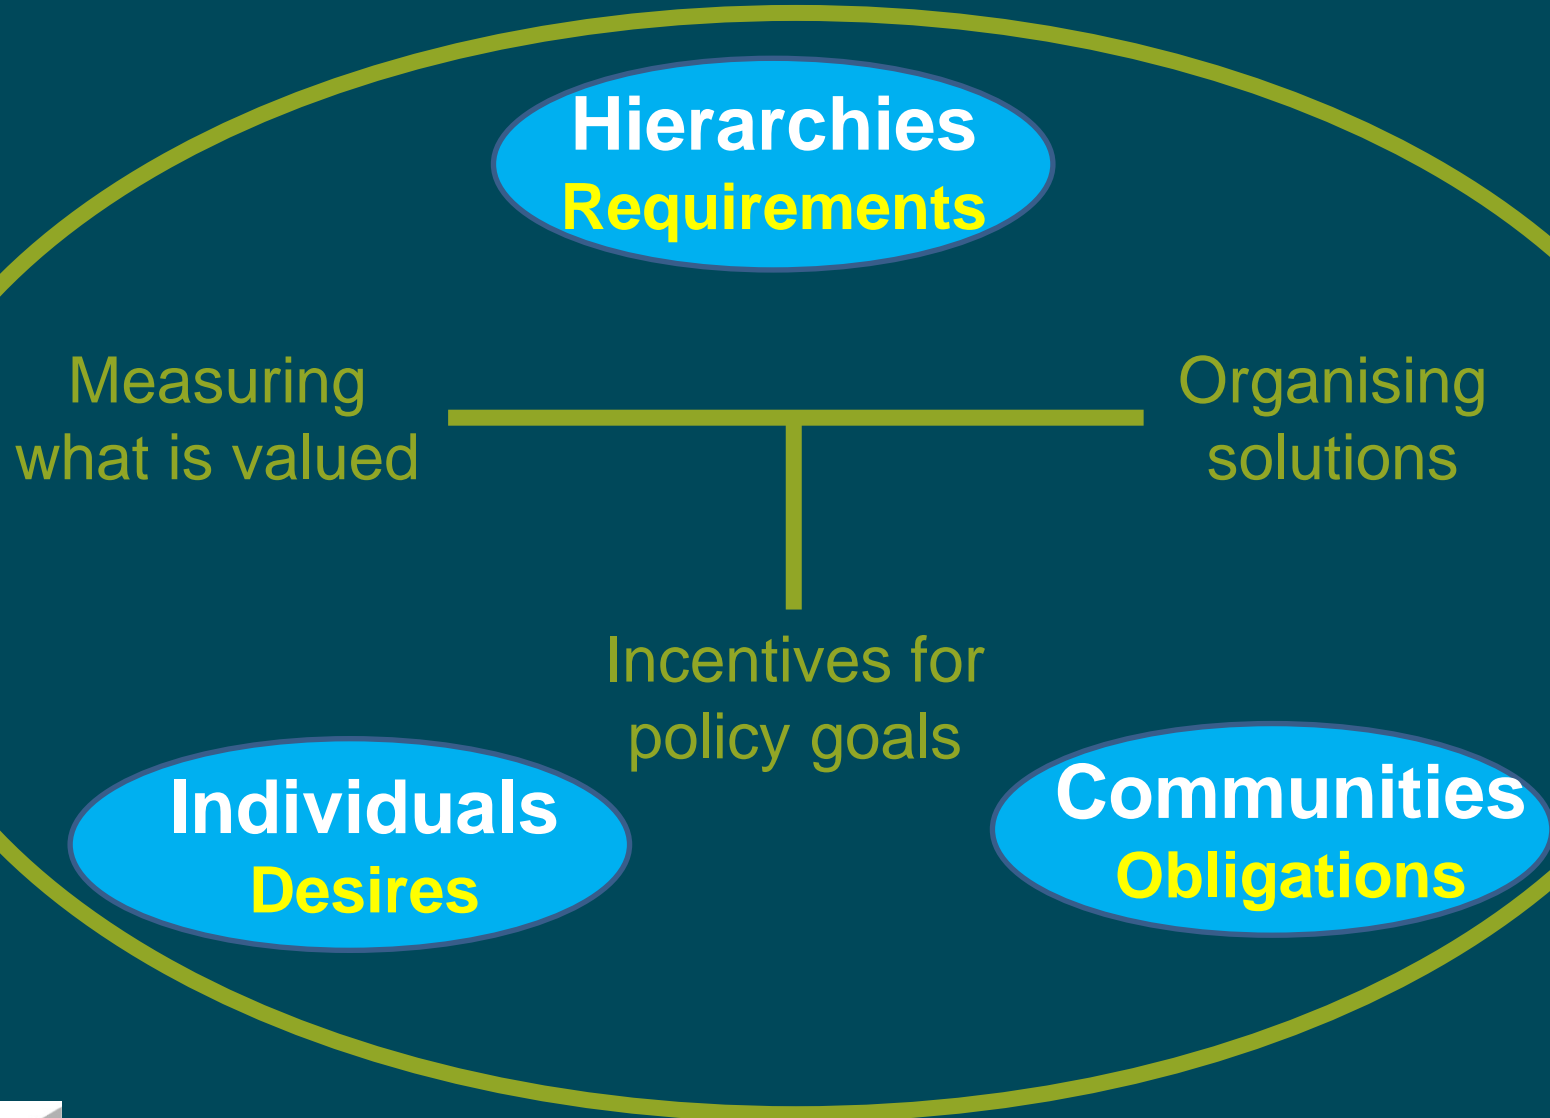 Hierarchies
Requirements
Measuring
what is valued
Organising
solutions
Incentives for
policy goals
Individuals
Desires
Communities
Obligations